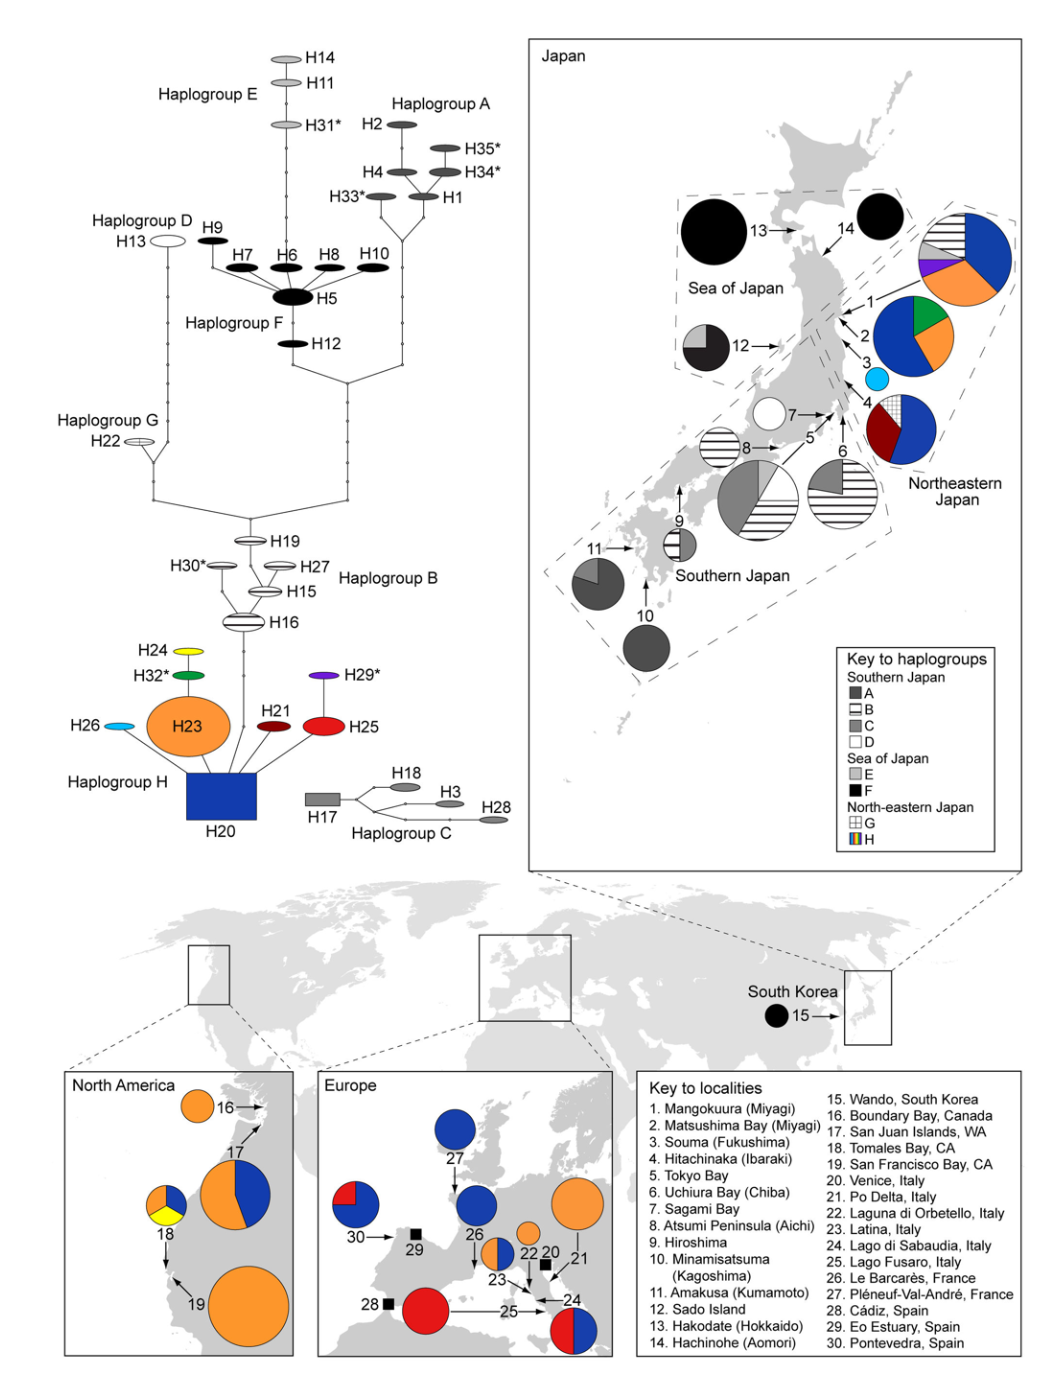 H14
H11
Haplogroup E
Haplogroup A
H2
H31*
H35*
H4
H34*
H33*
H1
Haplogroup D
H9
H13
H7
H6
H8
H10
H5
Haplogroup F
H12
Haplogroup G
H22
H19
H30*
H27
Haplogroup B
H15
H16
H24
H32*
H29*
H26
H23
H21
H25
Haplogroup H
H18
H3
H17
H28
H20
Haplogroup C
Japan
13
14
Sea of Japan
1
2
12
3
4
7
5
8
6
Northeastern
Japan
9
11
Southern Japan
10
Key to haplogroups
Southern Japan
A
B
C
D
Sea of Japan
E
F
North-eastern Japan
G
H
South Korea
15
North America
16
17
18
19
Europe
27
30
29
26
22
20
21
23
28
25
24
Key to localities
1. Mangokuura (Miyagi)
2. Matsushima Bay (Miyagi)
3. Souma (Fukushima)
4. Hitachinaka (Ibaraki)
5. Tokyo Bay
6. Uchiura Bay (Chiba)
7. Sagami Bay
8. Atsumi Peninsula (Aichi)
9. Hiroshima
10. Minamisatsuma
(Kagoshima)
11. Amakusa (Kumamoto)
12. Sado Island
13. Hakodate (Hokkaido)
14. Hachinohe (Aomori)
15. Wando, South Korea
16. Boundary Bay, Canada
17. San Juan Islands, WA
18. Tomales Bay, CA
19. San Francisco Bay, CA
20. Venice, Italy
21. Po Delta, Italy
22. Laguna di Orbetello, Italy
23. Latina, Italy
24. Lago di Sabaudia, Italy
25. Lago Fusaro, Italy
26. Le Barcarès, France
27. Pléneuf-Val-André, France
28. Cádiz, Spain
29. Eo Estuary, Spain
30. Pontevedra, Spain